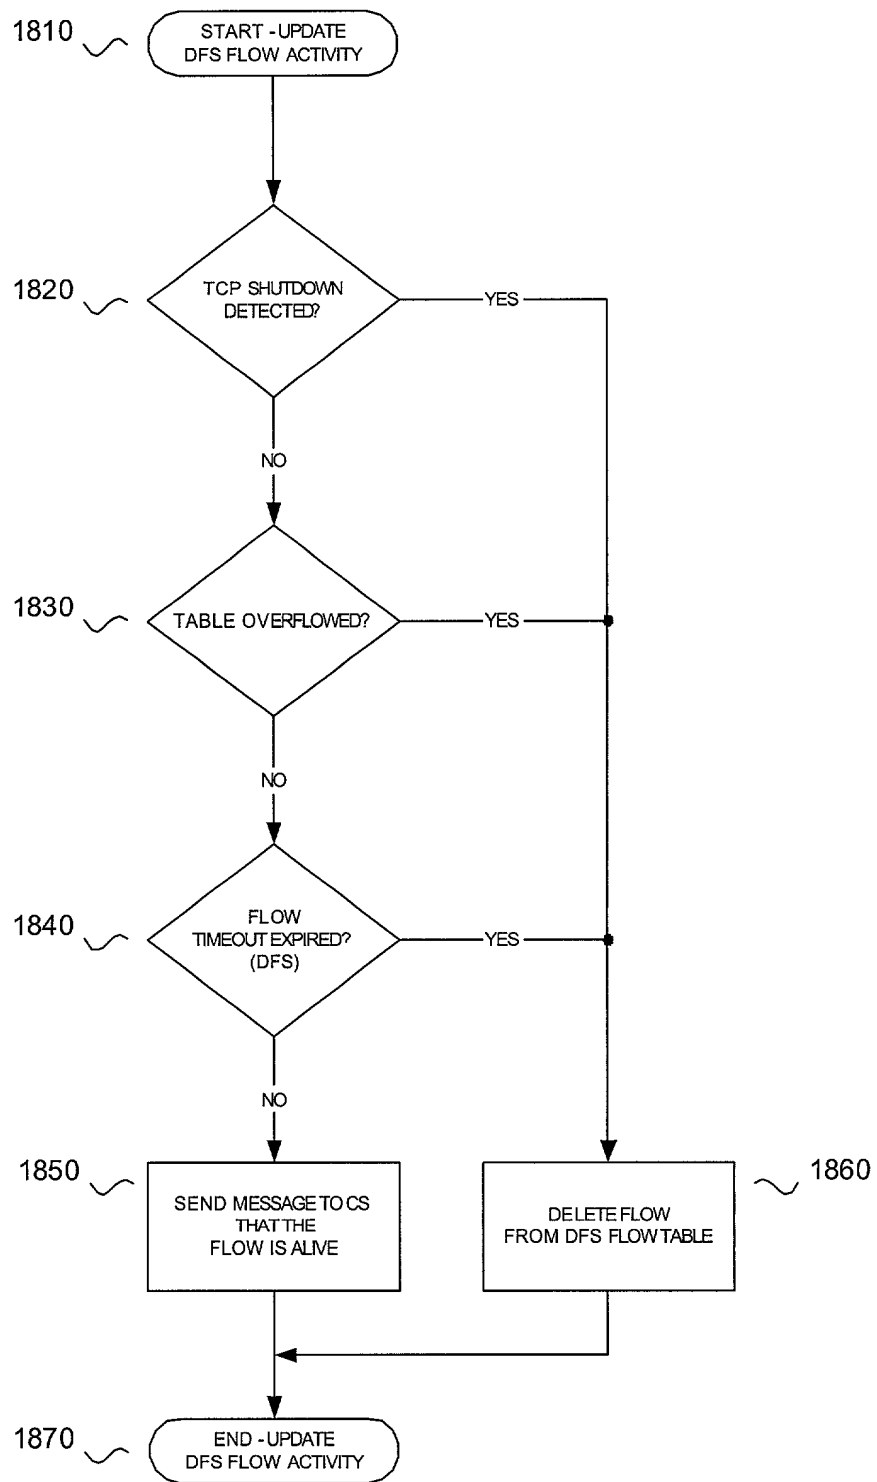 1810
START - UPDATE
DFS FLOW ACTIVITY
1820
TCP SHUTDOWN
DETECTED?
YES
NO
1830
TABLE OVERFLOWED?
YES
NO
1840
FLOW
TIMEOUT EXPIRED?
(DFS)
YES
NO
1850
SEND MESSAGE TO CS
THAT THE
FLOW IS ALIVE
1860
DELETE FLOW
FROM DFS FLOW TABLE
1870
END - UPDATE
DFS FLOW ACTIVITY